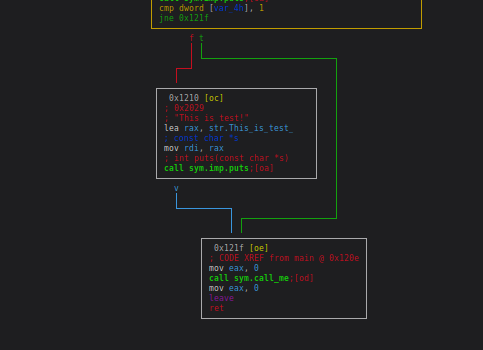 cmp dword [var_4h], 1
jne 0x121f
f t
0x1210 [oc]
; 0x2029
; "This is test!"
lea rax, str.This_is_test_
; const char *s
mov rdi, rax
; int puts(const char *s)
call sym.imp.puts;[oa]
v
0x121f [oe]
; CODE XREF from main @ 0x120e
mov eax, 0
call sym.call_me;[od]
mov eax, 0
leave
ret